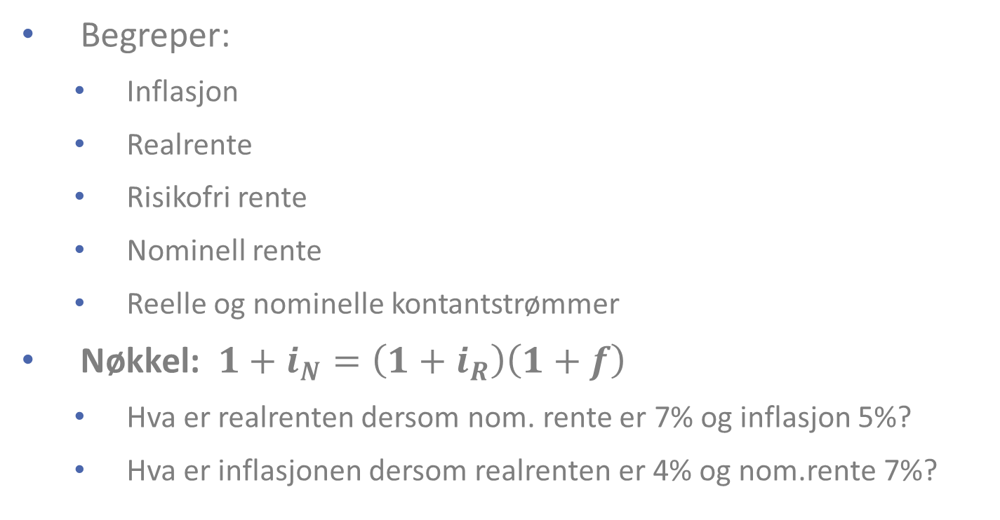 • Begreper:
• Inflasjon
• Realrente
• Risikofri rente
• Nominell rente
• Reelle og nominelle kontantstrømmer
• Nøkkel: 1 + i_N = (1 + i_R)(1 + f)
• Hva er realrenten dersom nom. rente er 7% og inflasjon 5%?
• Hva er inflasjonen dersom realrenten er 4% og nom.rente 7%?